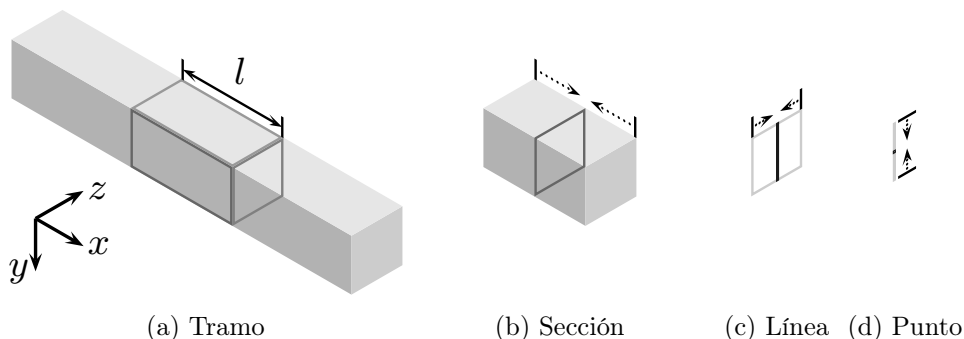 l
z
x
y
(a) Tramo
(b) Sección
(c) Línea
(d) Punto